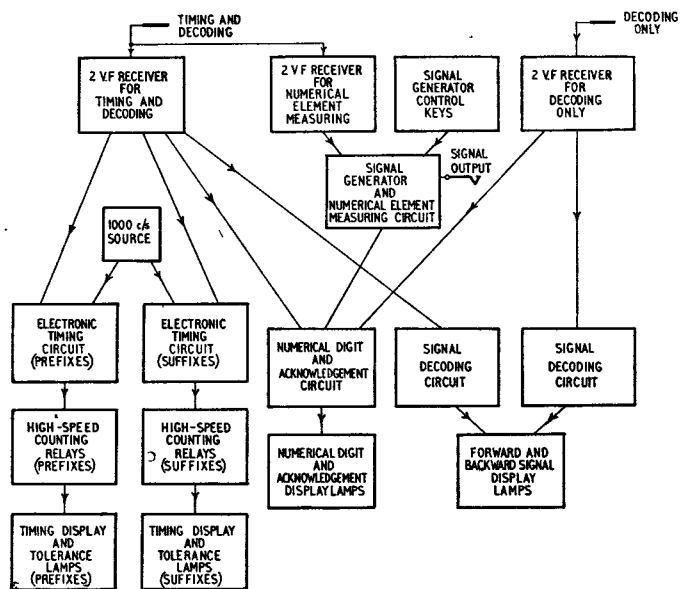 TIMING AND
DECODING
DECODING
ONLY
2 V.F RECEIVER
FOR
TIMING AND
DECODING
2 V F RECEIVER
FOR
NUMERICAL
ELEMENT
MEASURING
SIGNAL
GENERATOR
CONTROL
KEYS
2 V.F RECEIVER
FOR
DECODING
ONLY
SIGNAL
GENERATOR
AND
NUMERICAL ELEMENT
MEASURING CIRCUIT
SIGNAL
OUTPUT
1000 c/s
SOURCE
ELECTRONIC
TIMING
CIRCUIT
(PREFIXES)
ELECTRONIC
TIMING
CIRCUIT
(SUFFIXES)
NUMERICAL DIGIT
AND
ACKNOWLEDGEMENT
CIRCUIT
SIGNAL
DECODING
CIRCUIT
SIGNAL
DECODING
CIRCUIT
HIGH-SPEED
COUNTING
RELAYS
(PREFIXES)
HIGH-SPEED
COUNTING
RELAYS
(SUFFIXES)
NUMERICAL DIGIT
AND
ACKNOWLEDGEMENT
DISPLAY LAMPS
FORWARD AND
BACKWARD SIGNAL
DISPLAY
LAMPS
TIMING DISPLAY
AND
TOLERANCE
LAMPS
(PREFIXES)
TIMING DISPLAY
AND
TOLERANCE
LAMPS
(SUFFIXES)